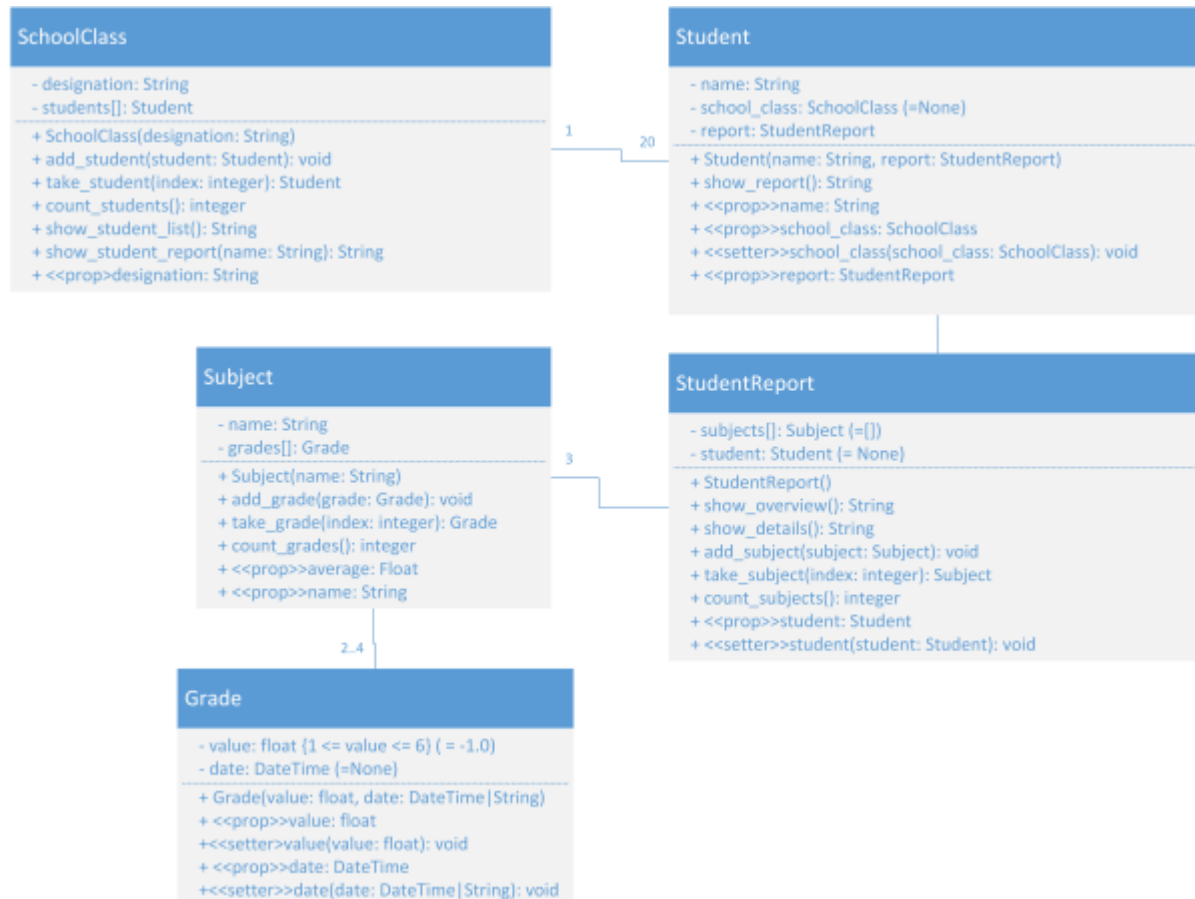 SchoolClass
- designation: String
- students[]: Student
+ SchoolClass(designation: String)
+ add_student(student: Student): void
+ take_student(index: integer): Student
+ count_students(): integer
+ show_student_list(): String
+ show_student_report(name: String): String
+ <<prop>designation: String
1
20
Student
- name: String
- school_class: SchoolClass (=None)
- report: StudentReport
+ Student(name: String, report: StudentReport)
+ show_report(): String
+ <<prop>>name: String
+ <<prop>>school_class: SchoolClass
+ <<setter>>school_class(school_class: SchoolClass): void
+ <<prop>>report: StudentReport
Subject
- name: String
- grades[]: Grade
+ Subject(name: String)
+ add_grade(grade: Grade): void
+ take_grade(index: integer): Grade
+ count_grades(): integer
+ <<prop>>average: Float
+ <<prop>>name: String
3
StudentReport
- subjects[]: Subject (=[])
- student: Student (= None)
+ StudentReport()
+ show_overview(): String
+ show_details(): String
+ add_subject(subject: Subject): void
+ take_subject(index: integer): Subject
+ count_subjects(): integer
+ <<prop>>student: Student
+ <<setter>>student(student: Student): void
2..4
Grade
- value: float {1 <= value <= 6} ( = -1.0)
- date: DateTime (=None)
+ Grade(value: float, date: DateTime|String)
+ <<prop>>value: float
+<<setter>value(value: float): void
+ <<prop>>date: DateTime
+<<setter>>date(date: DateTime|String): void